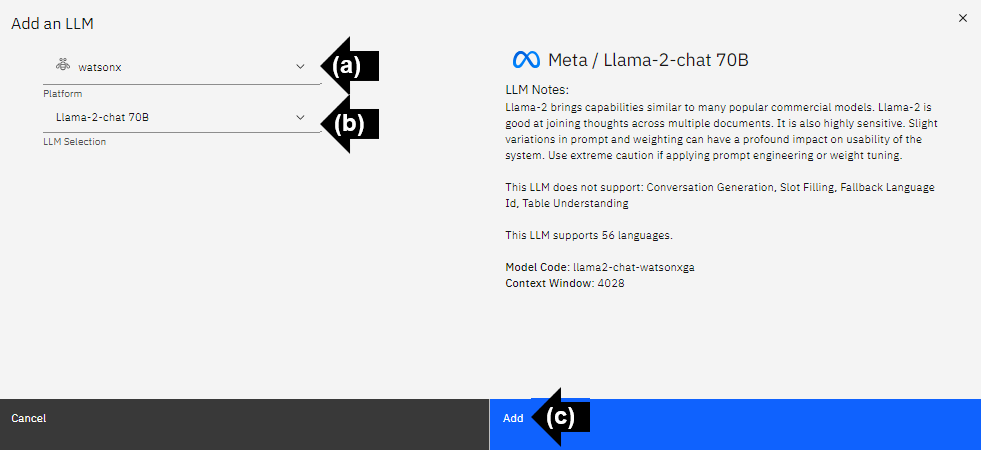 Add an LLM
watsonx
(a)
Platform
Llama-2-chat 70B
(b)
LLM Selection
Meta / Llama-2-chat 70B
LLM Notes:
Llama-2 brings capabilities similar to many popular commercial models. Llama-2 is
good at joining thoughts across multiple documents. It is also highly sensitive. Slight
variations in prompt and weighting can have a profound impact on usability of the
system. Use extreme caution if applying prompt engineering or weight tuning.
This LLM does not support: Conversation Generation, Slot Filling, Fallback Language
Id, Table Understanding
This LLM supports 56 languages.
Model Code: llama2-chat-watsonxga
Context Window: 4028
Cancel
Add
(c)